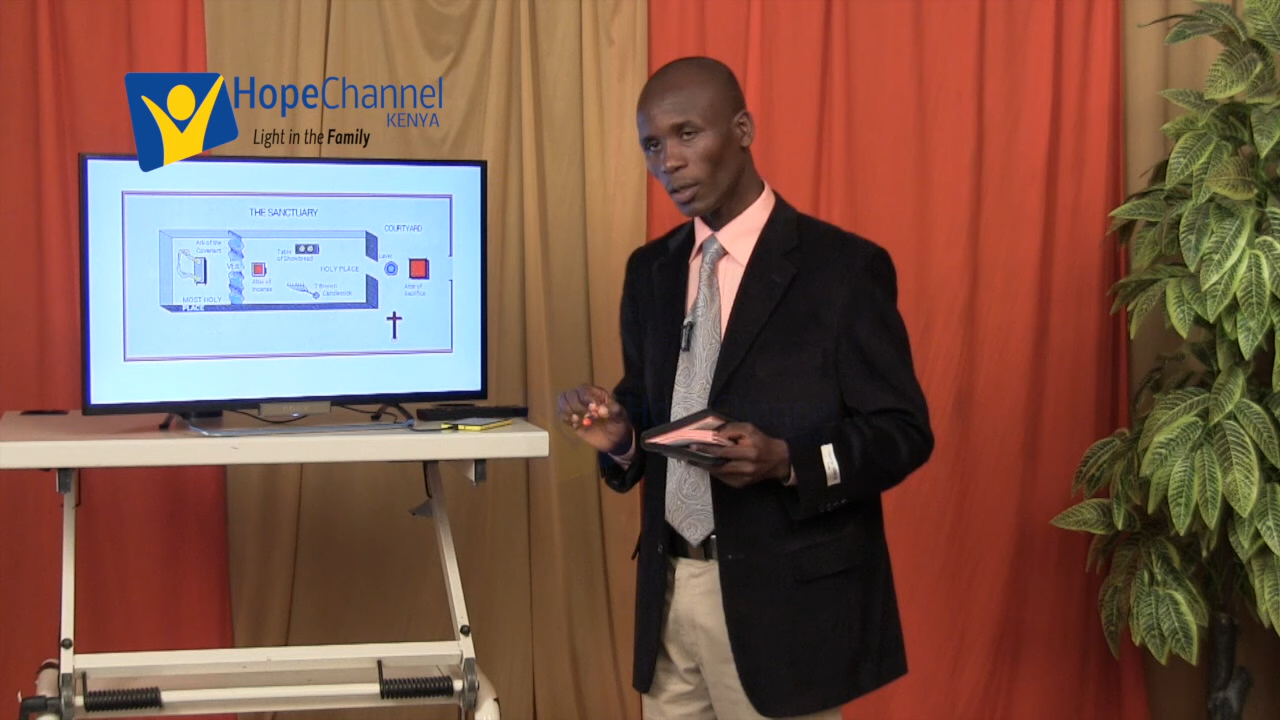 HopeChannel
KENYA
Light in the Family
THE SANCTUARY
COURTYARD
Ark of the
Covenant
VEIL
Table
of Showbread
Laver
HOLY PLACE
Altar of
Incense
7 Branch
Candlestick
Altar of
Sacrifice
MOST HOLY
PLACE